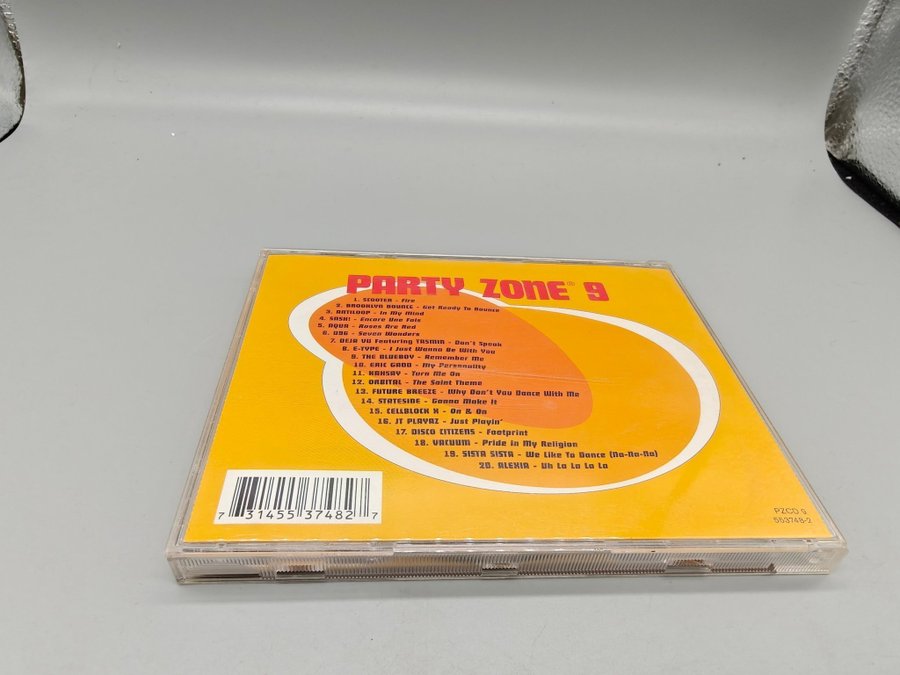 PARTY ZONE® 9
1. SCOOTER - Fire
2. BROOKLYN BOUNCE - Get Ready To Bounce
3. ANTILOOP - In My Mind
4. SASH! - Encore Une Fois
5. AQUA - Roses Are Red
6. U96 - Seven Wonders
7. DEJA VU Featuring TASMIN - Don't Speak
8. E-TYPE - I Just Wanna Be With You
9. THE BLUEBOY - Remember Me
10. ERIC GADD - My Personality
11. KAHSAY - Turn Me On
12. ORBITAL - The Saint Theme
13. FUTURE BREEZE - Why Don't You Dance With Me
14. STATESIDE - Gonna Make It
15. CELLBLOCK X - On & On
16. JT PLAYAZ - Just Playin'
17. DISCO CITIZENS - Footprint
18. VACUUM - Pride In My Religion
19. SISTA SISTA - We Like To Dance (Na-Na-Na)
20. ALEXIA - Uh La La La La
7 31455 37482 7
PZCD 9
553748-2